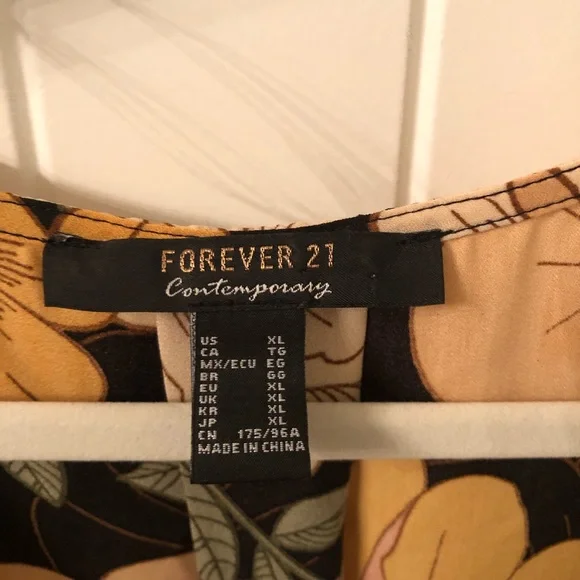 FOREVER 21
Contemporary
US XL
CA TG
MX/ECU EG
BR GG
EU XL
UK XL
KR XL
JP XL
CN 175/96A
MADE IN CHINA